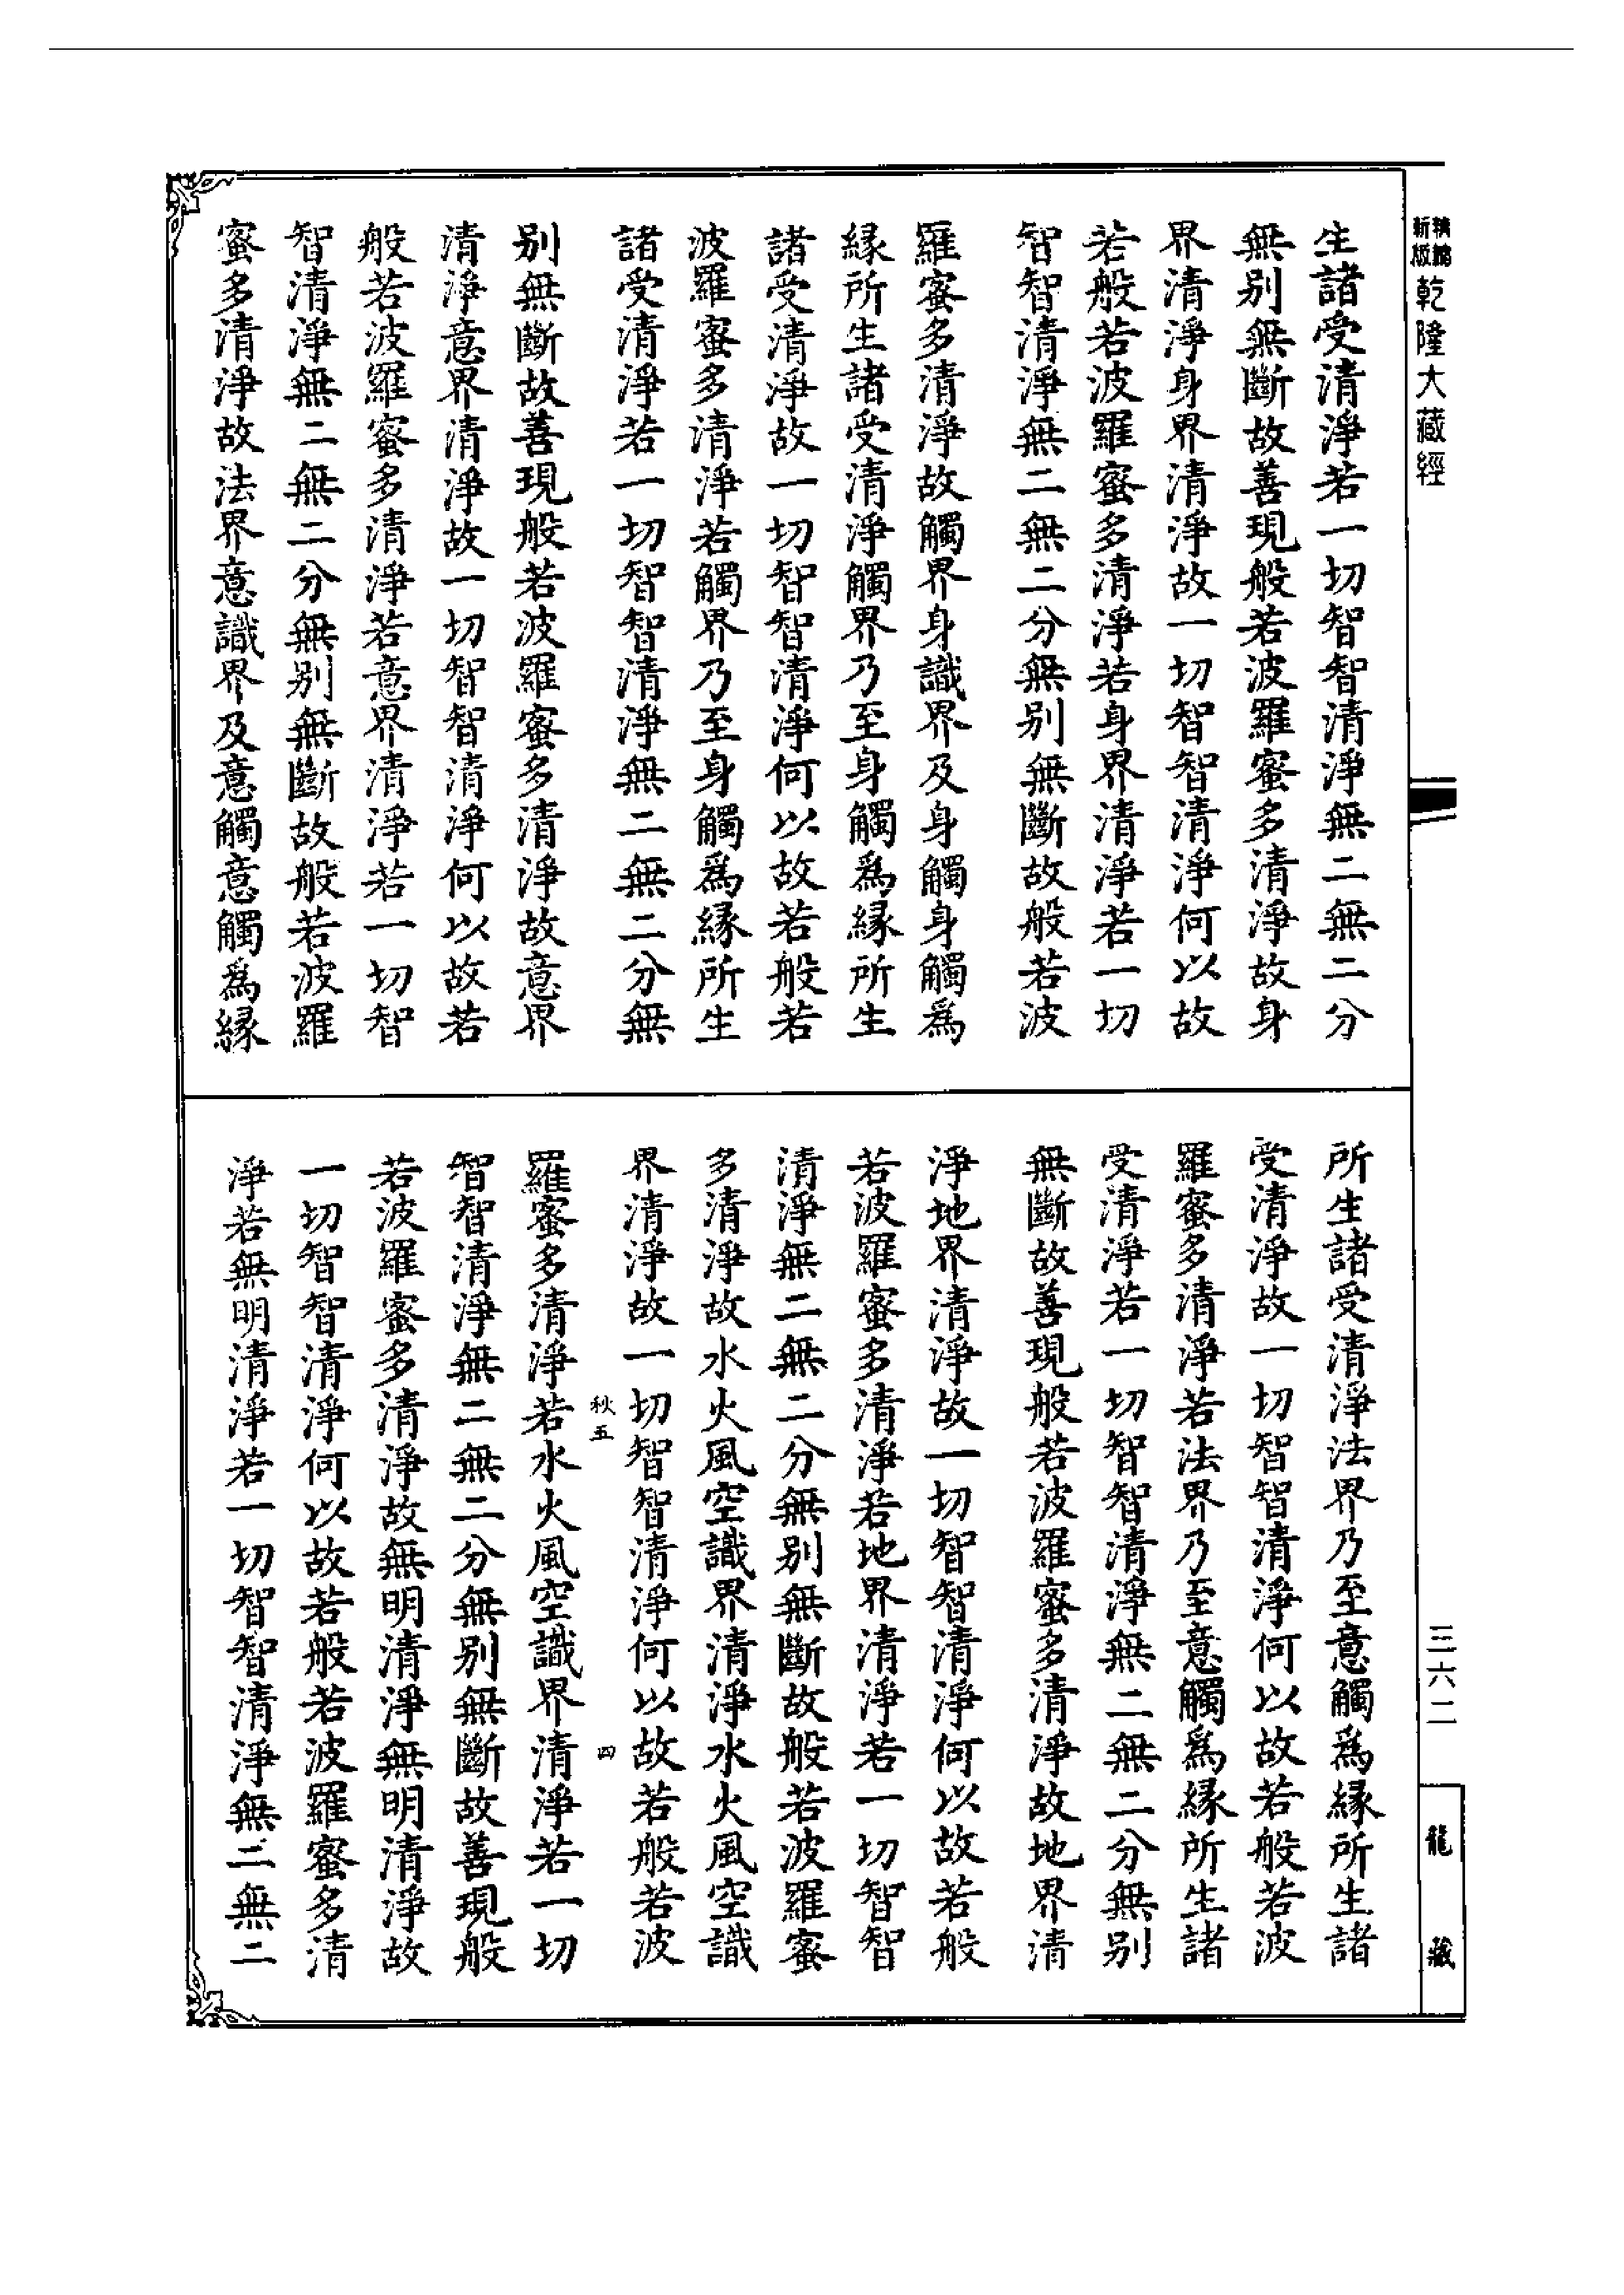 新版精編乾隆大藏經
生諸受清淨若一切智智清淨無二無二分
無別無斷故善現般若波羅蜜多清淨故身
界清淨身界清淨故一切智智清淨何以故
若般若波羅蜜多清淨若身界清淨若一切
智智清淨無二無二分無別無斷故般若波
羅蜜多清淨故觸界身識界及身觸身觸爲
緣所生諸受清淨觸界乃至身觸爲緣所生
諸受清淨故一切智智清淨何以故若般若
波羅蜜多清淨若觸界乃至身觸爲緣所生
諸受清淨若一切智智清淨無二無二分無
別無斷故善現般若波羅蜜多清淨故意界
清淨意界清淨故一切智智清淨何以故若
般若波羅蜜多清淨若意界清淨若一切智
智清淨無二無二分無別無斷故般若波羅
蜜多清淨故法界意識界及意觸意觸爲緣
所生諸受清淨法界乃至意觸爲緣所生諸
受清淨故一切智智清淨何以故若般若波
羅蜜多清淨若法界乃至意觸爲緣所生諸
受清淨若一切智智清淨無二無二分無別
無斷故善現般若波羅蜜多清淨故地界清
淨地界清淨故一切智智清淨何以故若般
若波羅蜜多清淨若地界清淨若一切智智
清淨無二無二分無別無斷故般若波羅蜜
多清淨故水火風空識界清淨水火風空識
界清淨故一切智智清淨何以故若般若波
秋五 四
羅蜜多清淨若水火風空識界清淨若一切
智智清淨無二無二分無別無斷故善現般
若波羅蜜多清淨故無明清淨無明清淨故
一切智智清淨何以故若般若波羅蜜多清
淨若無明清淨若一切智智清淨無二無二
三六二
龍藏